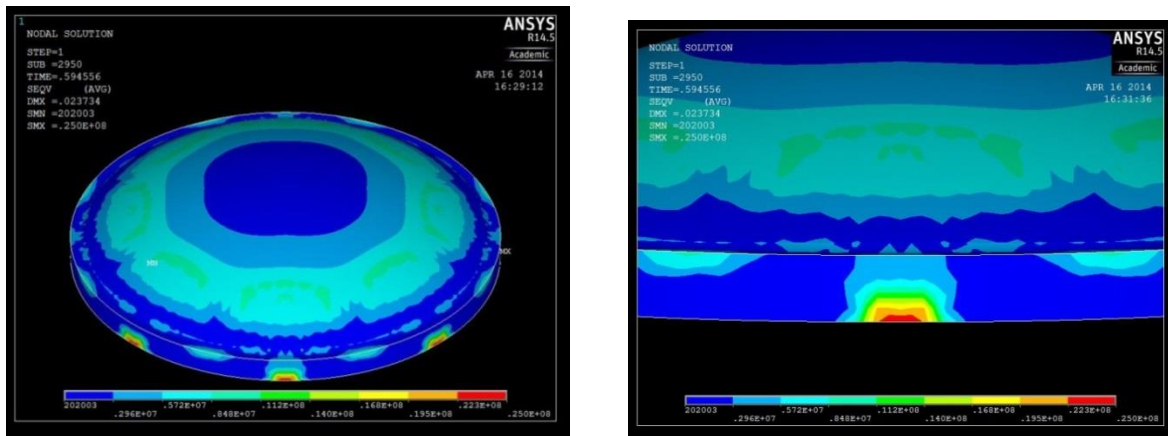 1
NODAL SOLUTION
STEP=1
SUB =2950
TIME=.594556
SEQV (AVG)
DMX =.023734
SMN =202003
SMX =.250E+08
ANSYS
R14.5
Academic
APR 16 2014
16:29:12
MN
MX
202003 .296E+07 .572E+07 .848E+07 .112E+08 .140E+08 .168E+08 .195E+08 .223E+08 .250E+08
NODAL SOLUTION
STEP=1
SUB =2950
TIME=.594556
SEQV (AVG)
DMX =.023734
SMN =202003
SMX =.250E+08
ANSYS
R14.5
Academic
APR 16 2014
16:31:36
202003 .296E+07 .572E+07 .848E+07 .112E+08 .140E+08 .168E+08 .195E+08 .223E+08 .250E+08